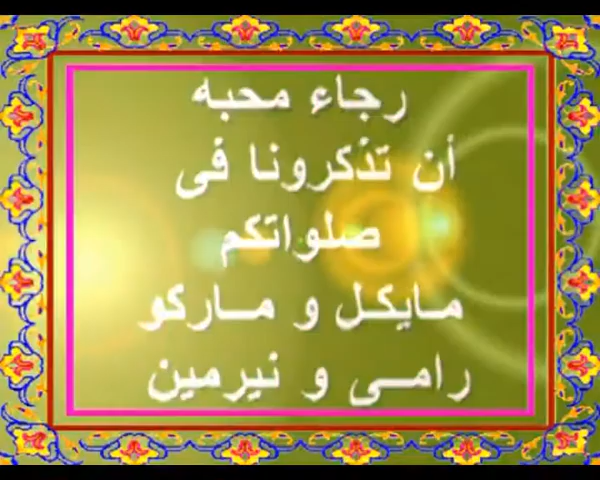 رجاء محبه
أن تذكرونا فى
صلواتكم
مايكل و ماركو
رامى و نيرمين